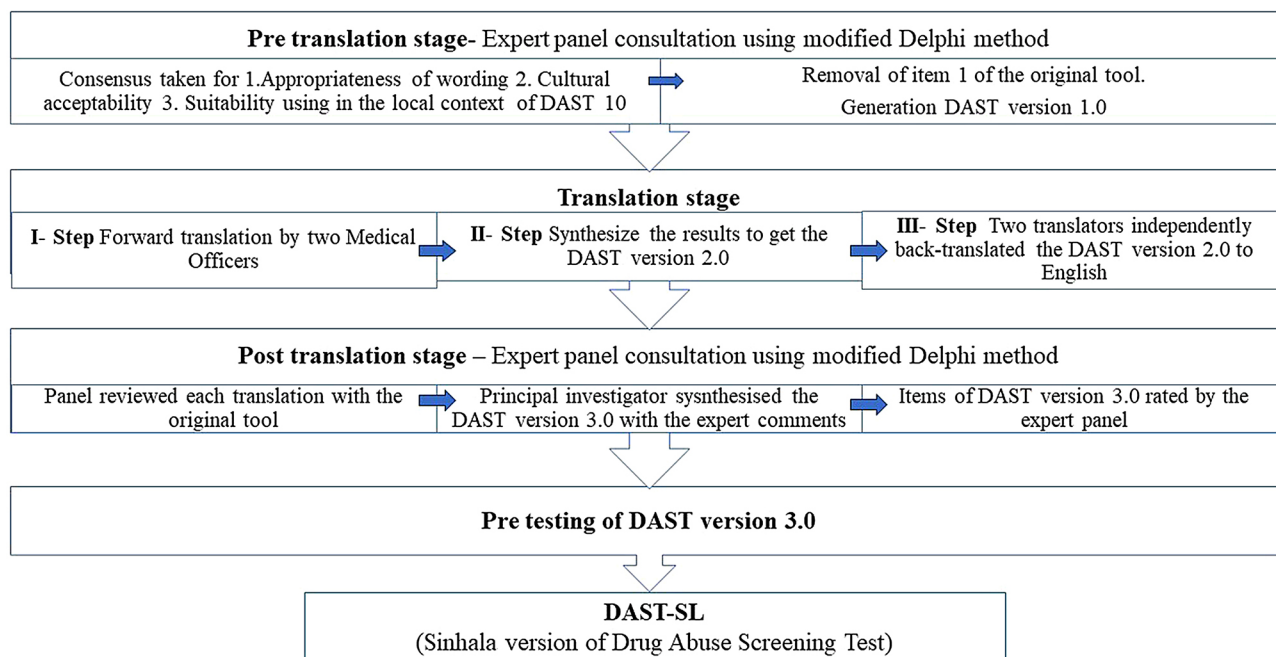 Pre translation stage- Expert panel consultation using modified Delphi method
Consensus taken for 1.Appropriateness of wording 2. Cultural
acceptability 3. Suitability using in the local context of DAST 10
Removal of item 1 of the original tool.
Generation DAST version 1.0
Translation stage
I- Step Forward translation by two Medical
Officers
II- Step Synthesize the results to get the
DAST version 2.0
III- Step Two translators independently
back-translated the DAST version 2.0 to
English
Post translation stage – Expert panel consultation using modified Delphi method
Panel reviewed each translation with the
original tool
Principal investigator sysnthesised the
DAST version 3.0 with the expert comments
Items of DAST version 3.0 rated by the
expert panel
Pre testing of DAST version 3.0
DAST-SL
(Sinhala version of Drug Abuse Screening Test)